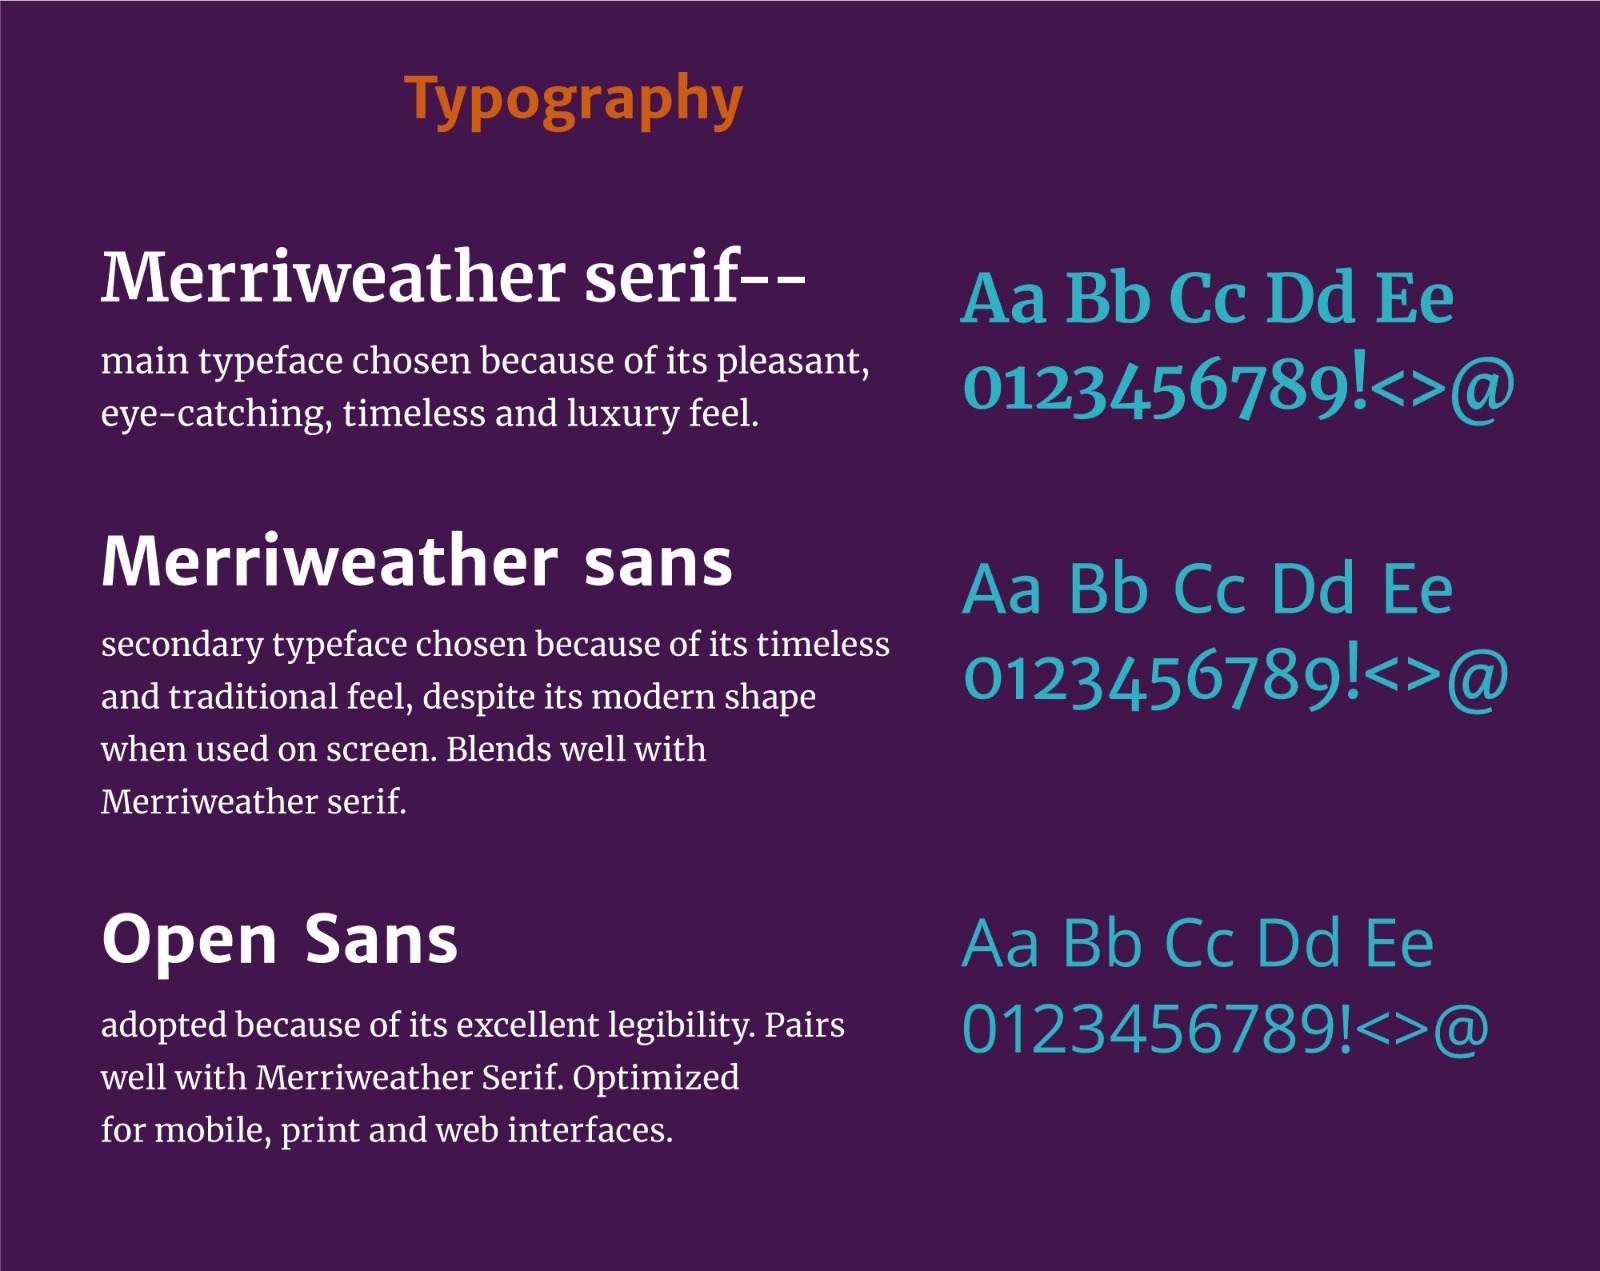 Typography
Merriweather serif--
main typeface chosen because of its pleasant,
eye-catching, timeless and luxury feel.
Aa Bb Cc Dd Ee
0123456789!<>@
Merriweather sans
secondary typeface chosen because of its timeless
and traditional feel, despite its modern shape
when used on screen. Blends well with
Merriweather serif.
Aa Bb Cc Dd Ee
0123456789!<>@
Open Sans
adopted because of its excellent legibility. Pairs
well with Merriweather Serif. Optimized
for mobile, print and web interfaces.
Aa Bb Cc Dd Ee
0123456789!<>@